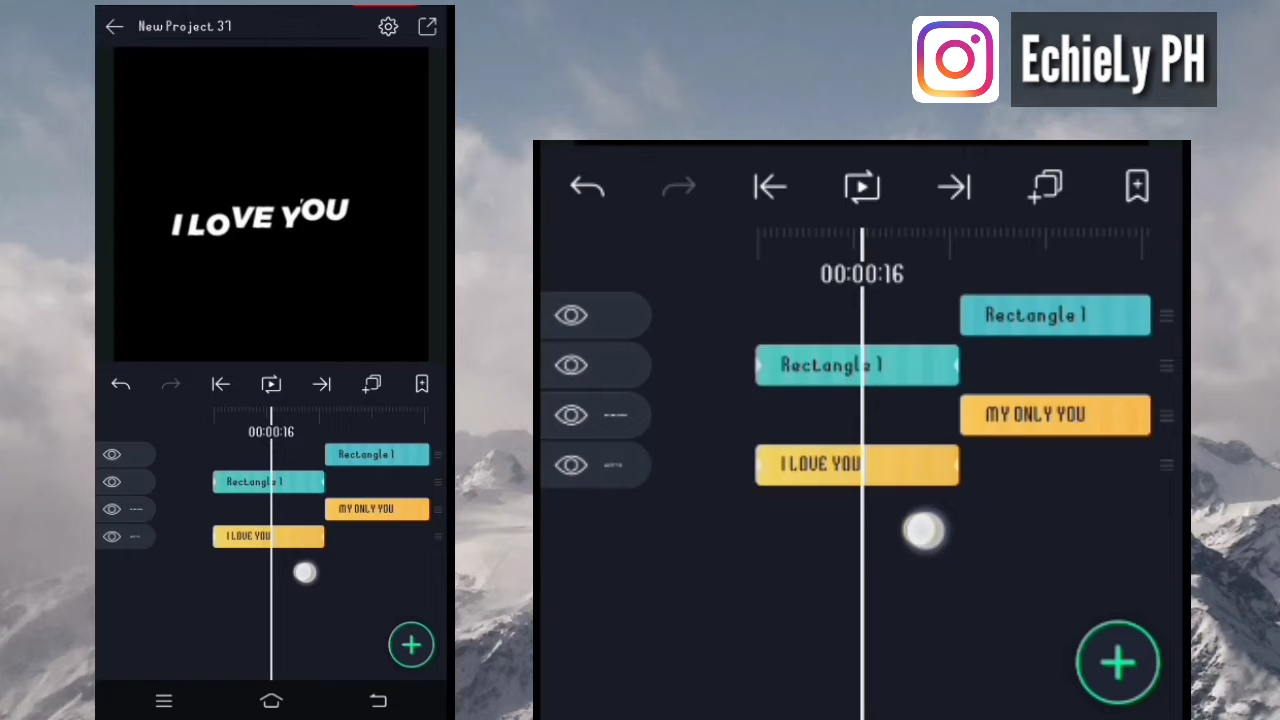 New Project 37
I LOVE YOU
00:00:16
Rectangle 1
Rectangle 1
MY ONLY YOU
I LOVE YOU
EchieLy PH
00:00:16
Rectangle 1
Rectangle 1
MY ONLY YOU
I LOVE YOU